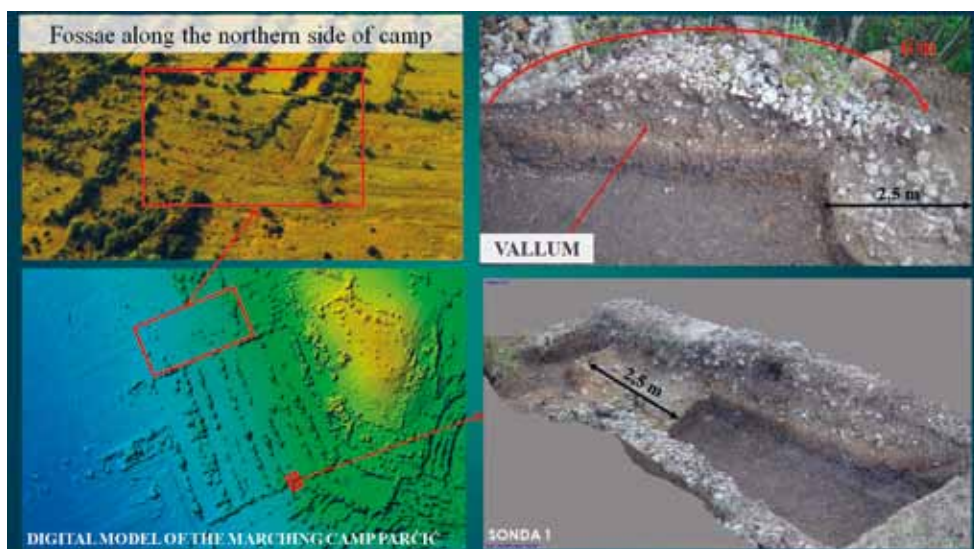 Fossae along the northern side of camp
VALLUM
2,5 m
DIGITAL MODEL OF THE MARCHING CAMP PARČIĆ
2,5 m
SONDA 1